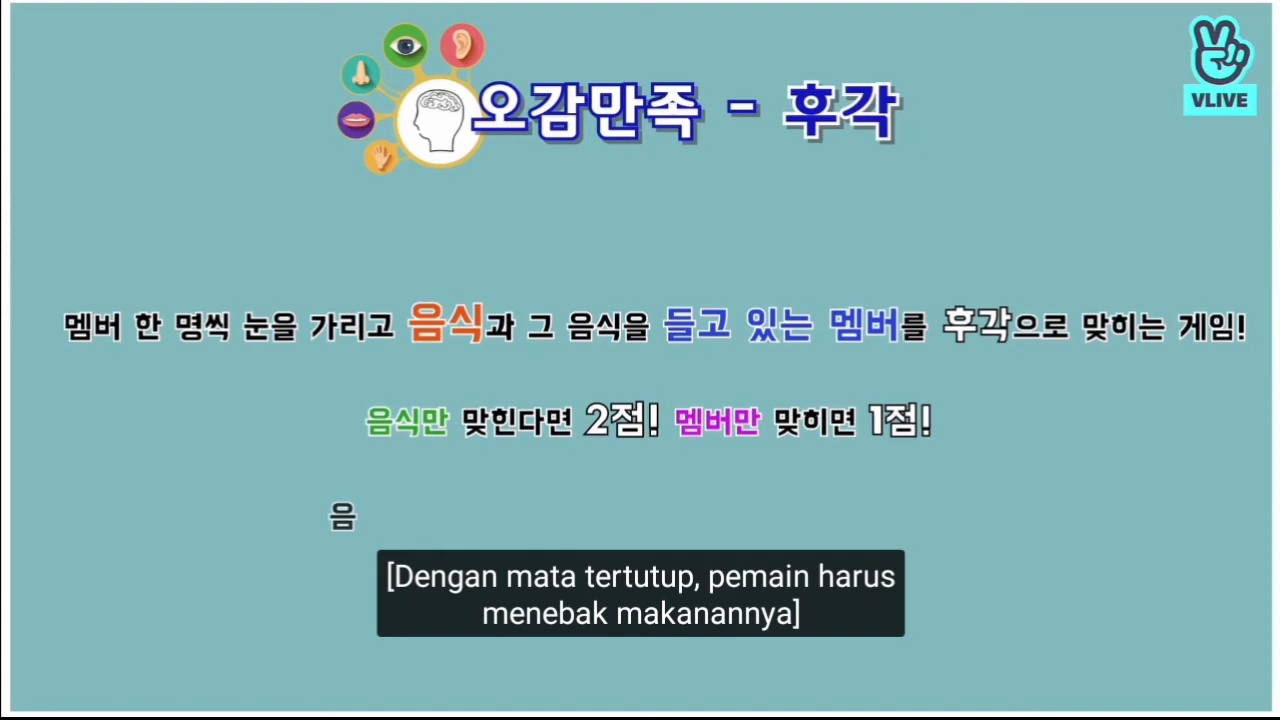 VLIVE
오감만족 - 후각
멤버 한 명씩 눈을 가리고 음식과 그 음식을 들고 있는 멤버를 후각으로 맞히는 게임!
음식만 맞힌다면 2점! 멤버만 맞히면 1점!
음
[Dengan mata tertutup, pemain harus
menebak makanannya]